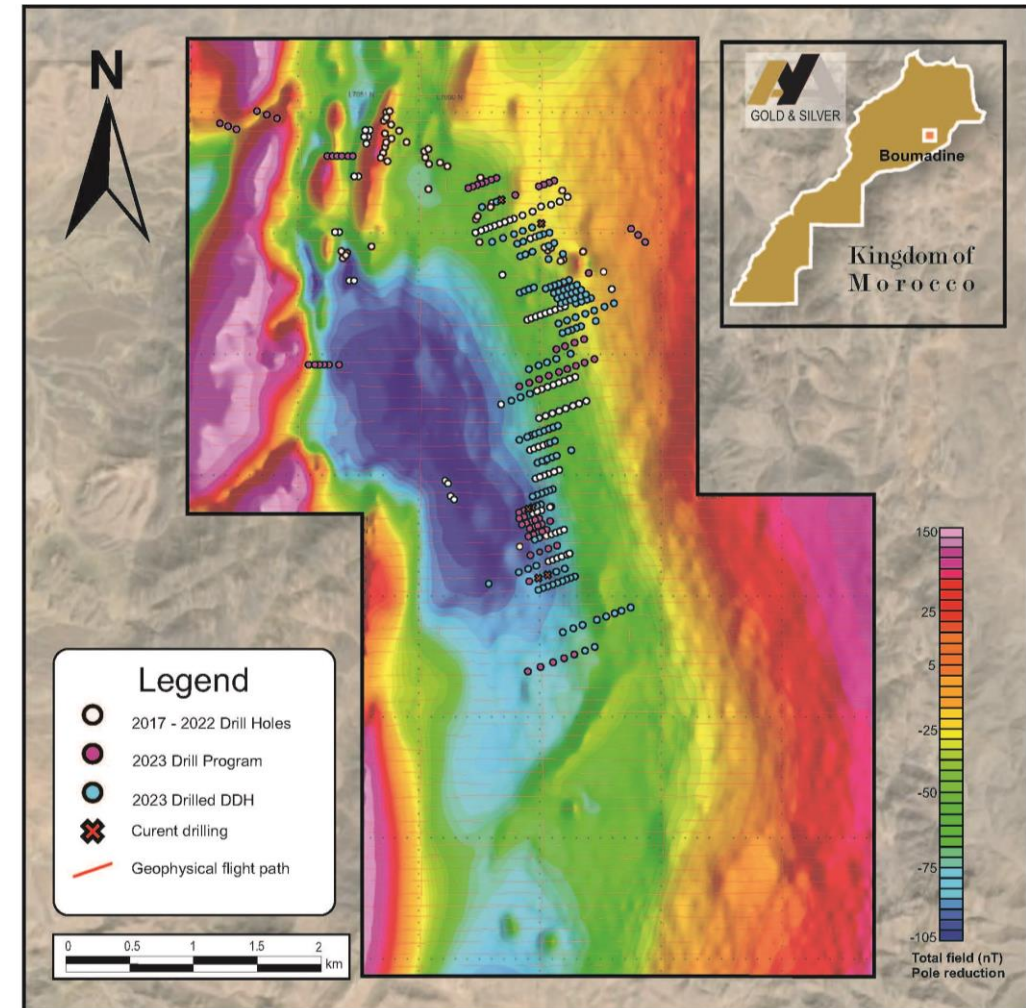 N
GOLD & SILVER
Boumadine
Kingdom of
Morocco
Legend
2017 - 2022 Drill Holes
2023 Drill Program
2023 Drilled DDH
Curent drilling
Geophysical flight path
0 0.5 1 1.5 2
km
150
25
5
-25
-50
-75
-105
Total field (nT)
Pole reduction